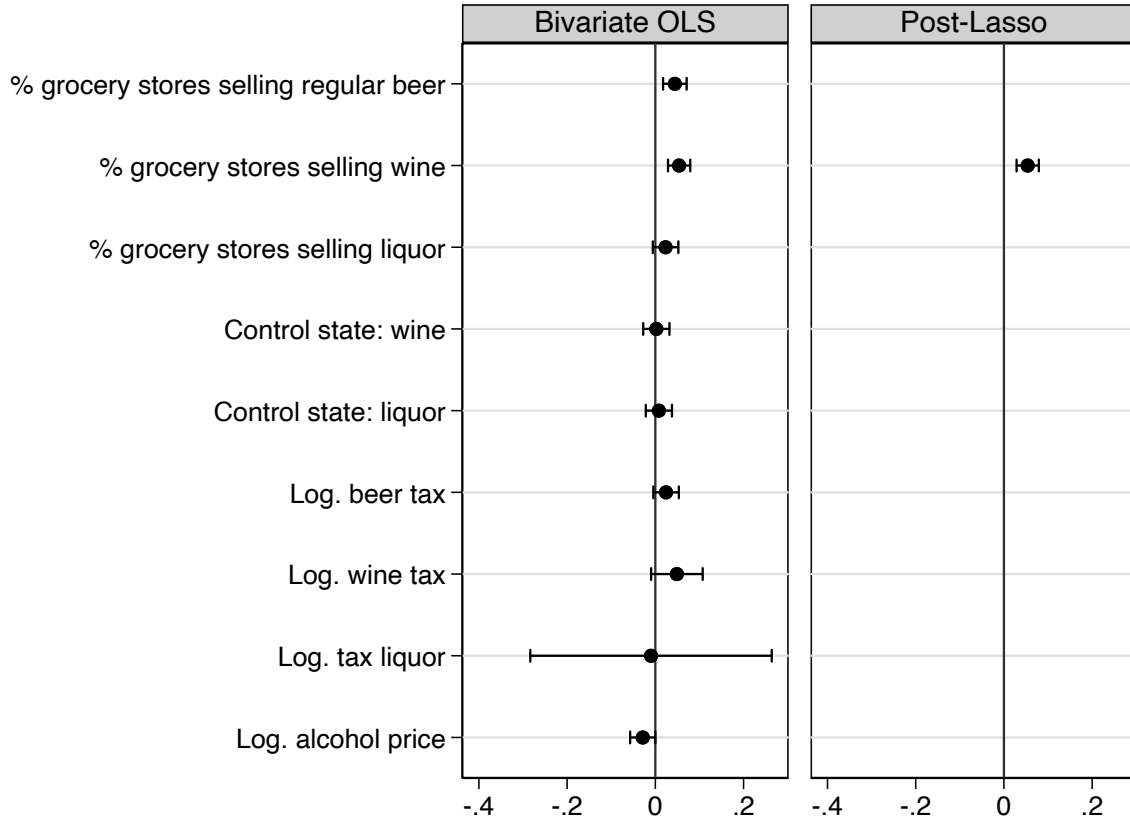 Bivariate OLS
Post-Lasso
% grocery stores selling regular beer
% grocery stores selling wine
% grocery stores selling liquor
Control state: wine
Control state: liquor
Log. beer tax
Log. wine tax
Log. tax liquor
Log. alcohol price
-.4 -.2 0 .2
-.4 -.2 0 .2